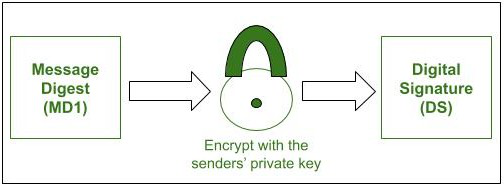 Message
Digest
(MD1)
Encrypt with the
senders' private key
Digital
Signature
(DS)